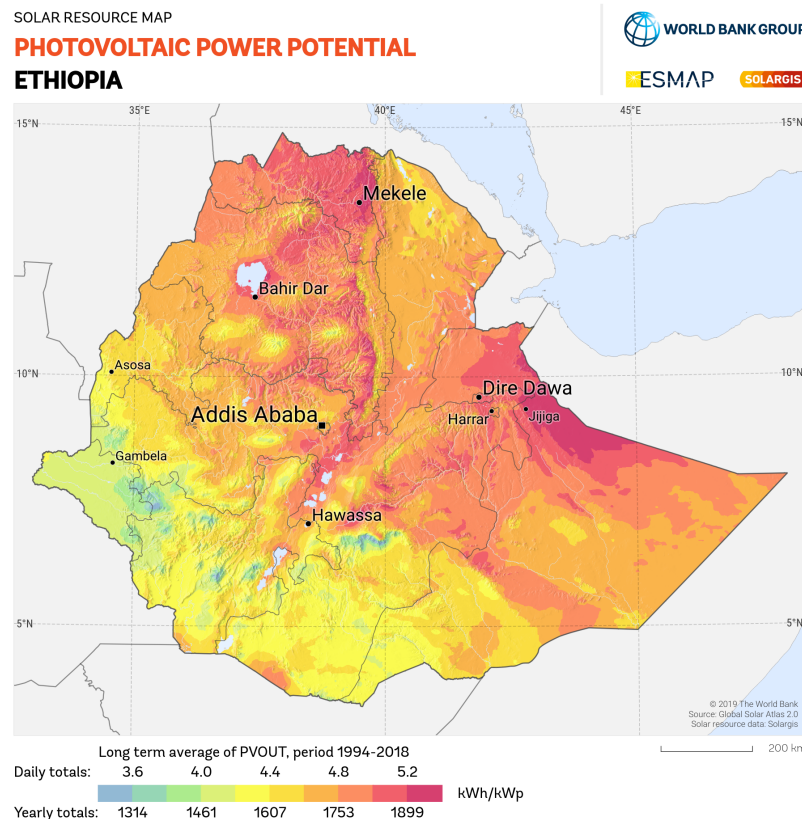 SOLAR RESOURCE MAP
PHOTOVOLTAIC POWER POTENTIAL
ETHIOPIA
WORLD BANK GROUP
ESMAP
SOLARGIS
35°E 40°E 45°E
15°N 15°N
Mekele
Bahir Dar
Asosa
10°N 10°N
Dire Dawa
Addis Ababa
Harrar Jijiga
Gambela
Hawassa
5°N 5°N
© 2019 The World Bank
Source: Global Solar Atlas 2.0
Solar resource data: Solargis
200 km
Long term average of PVOUT, period 1994-2018
Daily totals: 3.6 4.0 4.4 4.8 5.2
kWh/kWp
Yearly totals: 1314 1461 1607 1753 1899